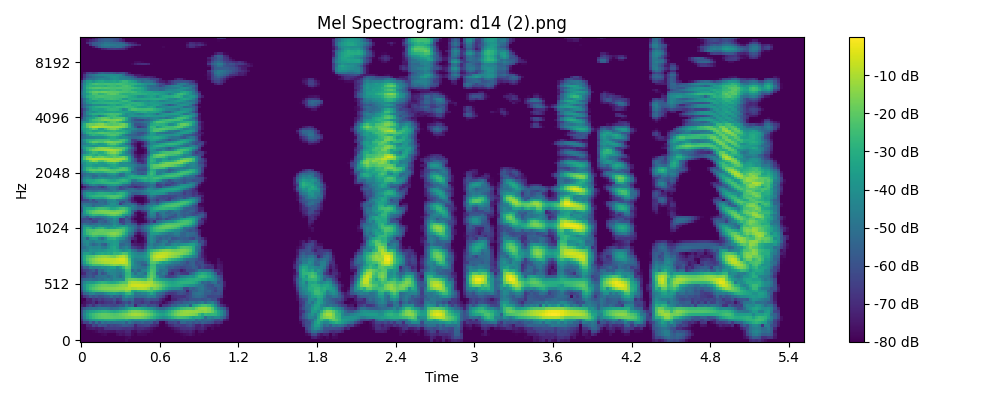 Mel Spectrogram: d14 (2).png
8192
4096
2048
1024
512
0
Hz
0 0.6 1.2 1.8 2.4 3 3.6 4.2 4.8 5.4
Time
-10 dB
-20 dB
-30 dB
-40 dB
-50 dB
-60 dB
-70 dB
-80 dB